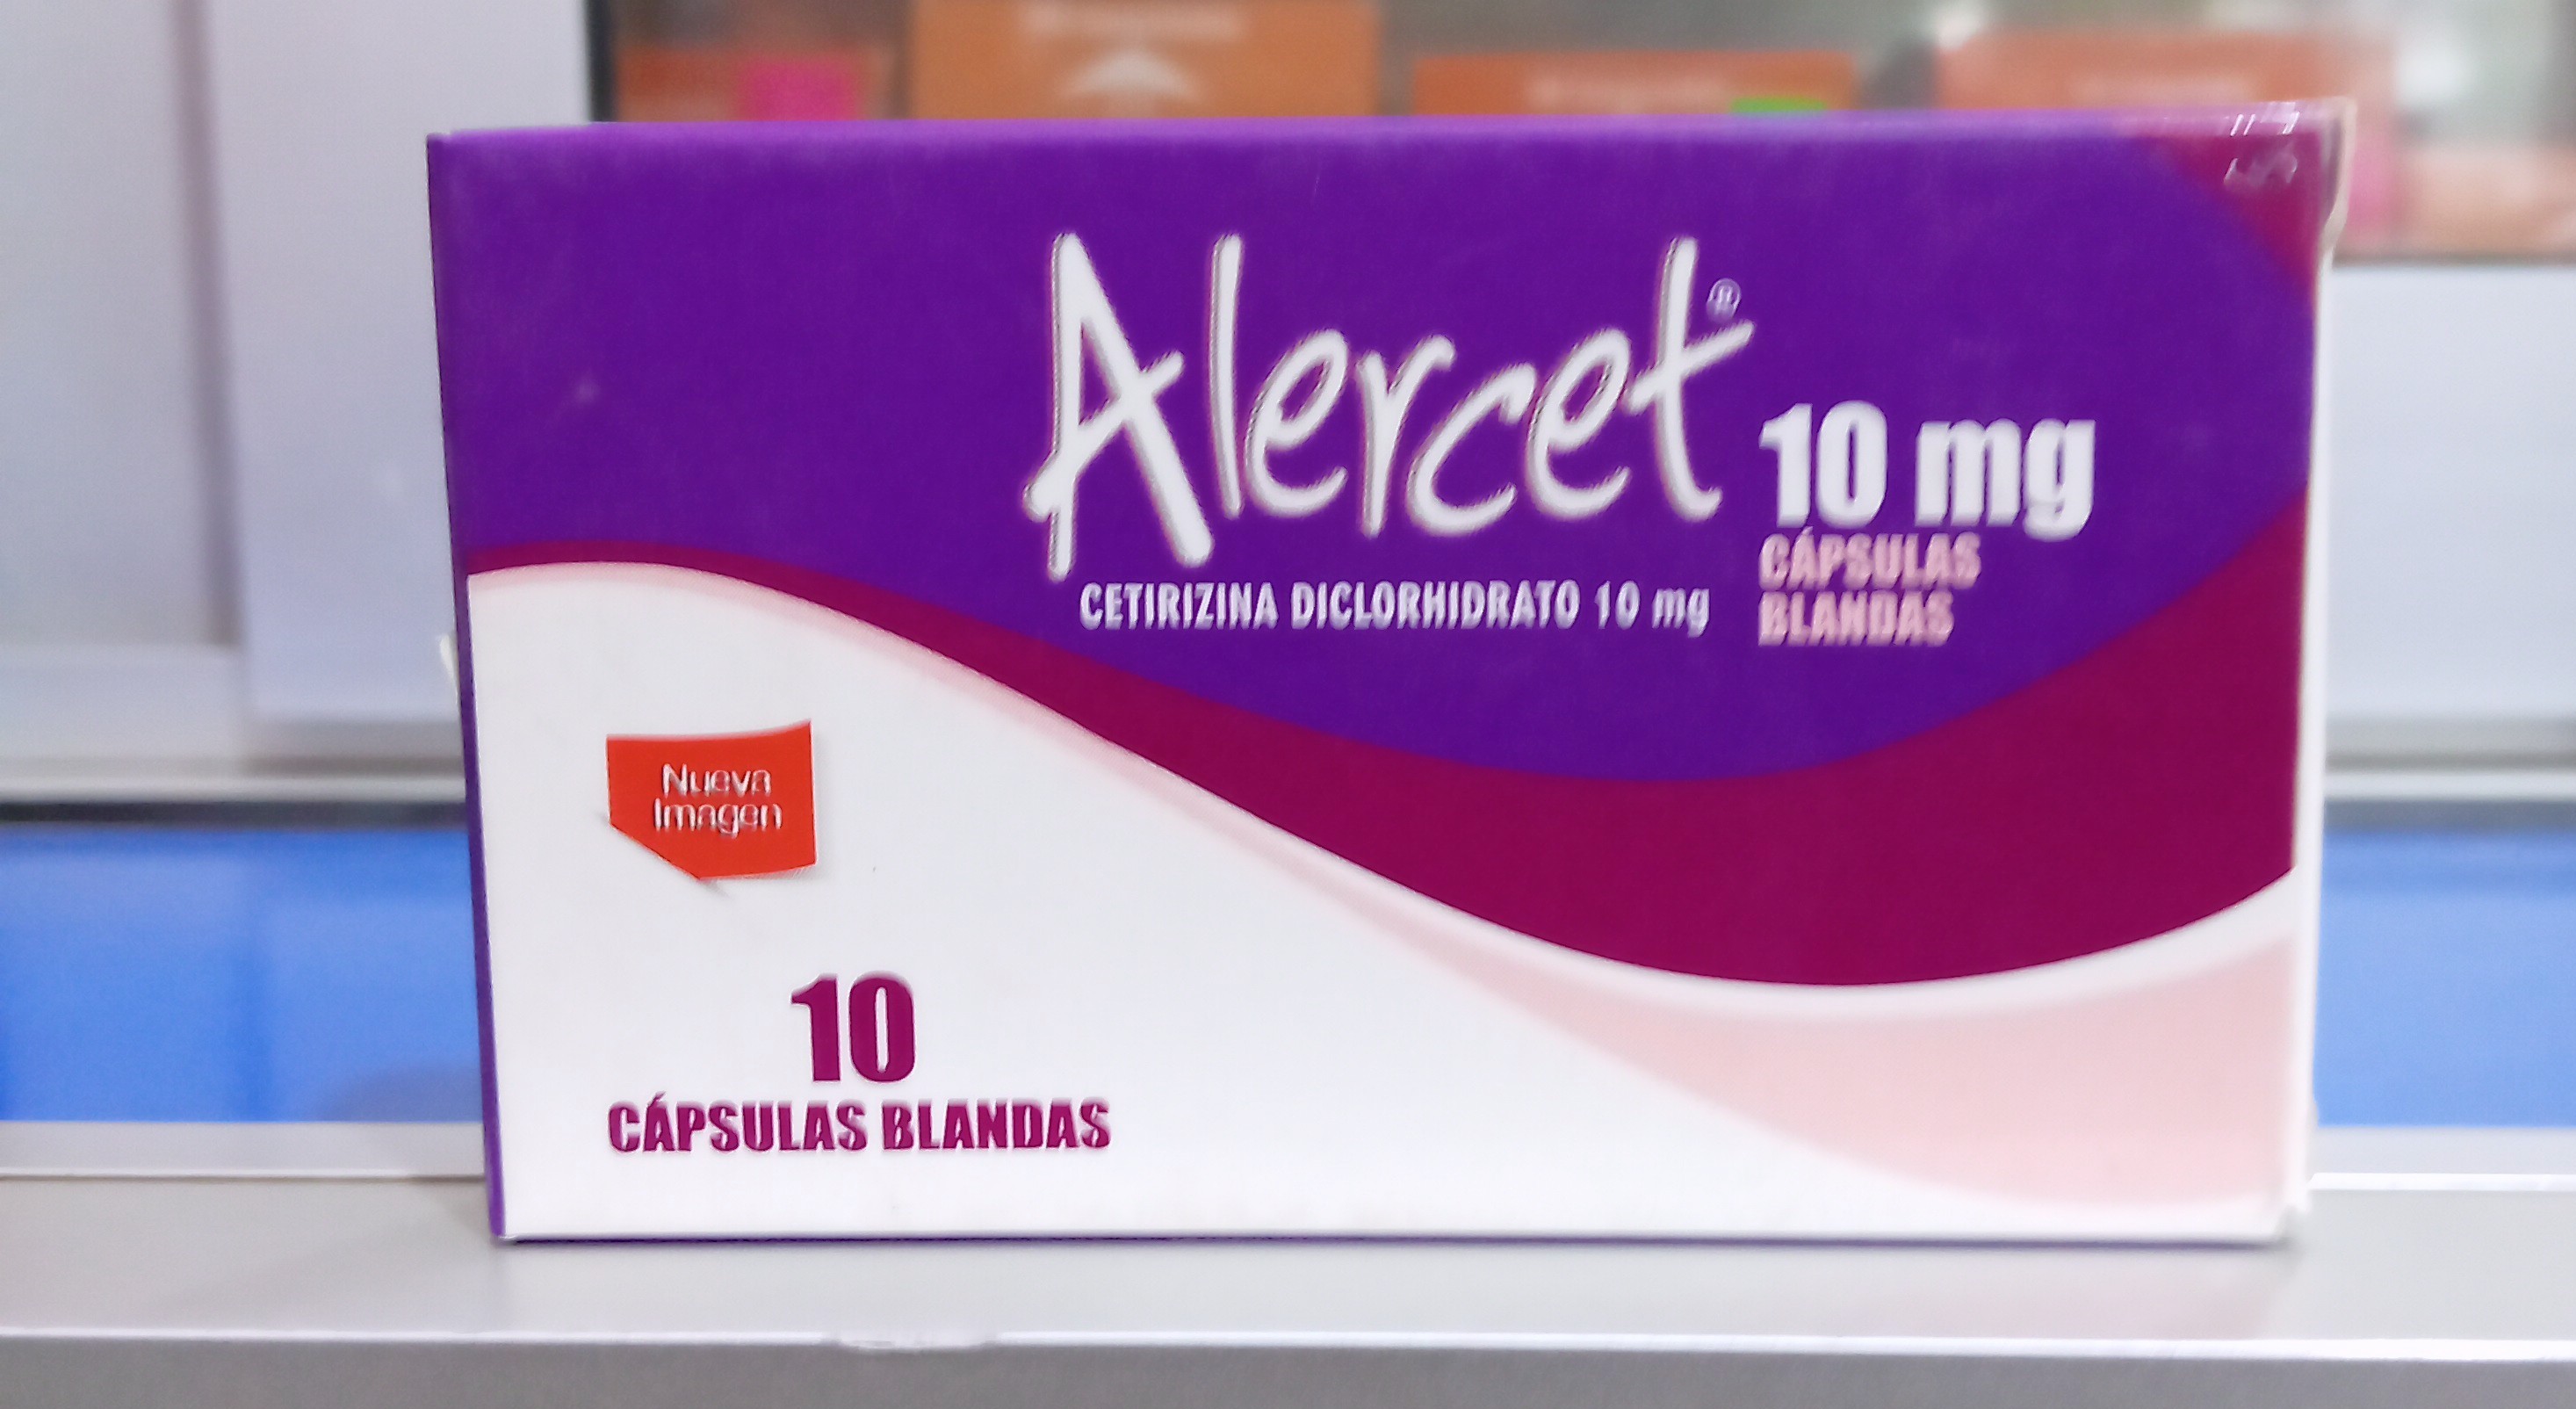 Alercet®
10 mg
CÁPSULAS
BLANDAS
CETIRIZINA DICLORHIDRATO 10 mg
Nueva
Imagen
10
CÁPSULAS BLANDAS